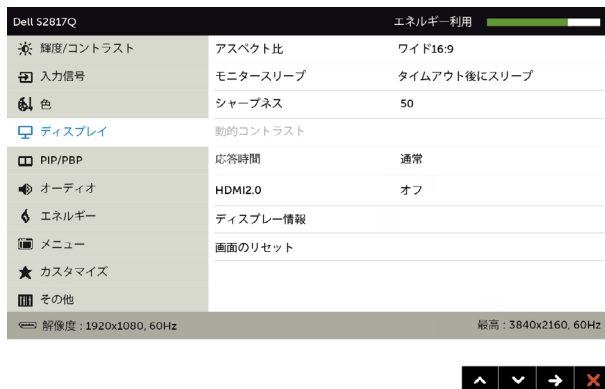 Dell S2817Q エネルギー利用
輝度/コントラスト アスペクト比 ワイド16:9
入力信号 モニタースリープ タイムアウト後にスリープ
色 シャープネス 50
ディスプレイ 動的コントラスト
PIP/PBP 応答時間 通常
オーディオ HDMI2.0 オフ
エネルギー ディスプレー情報
メニュー 画面のリセット
カスタマイズ
その他
解像度 : 1920x1080, 60Hz 最高 : 3840x2160, 60Hz